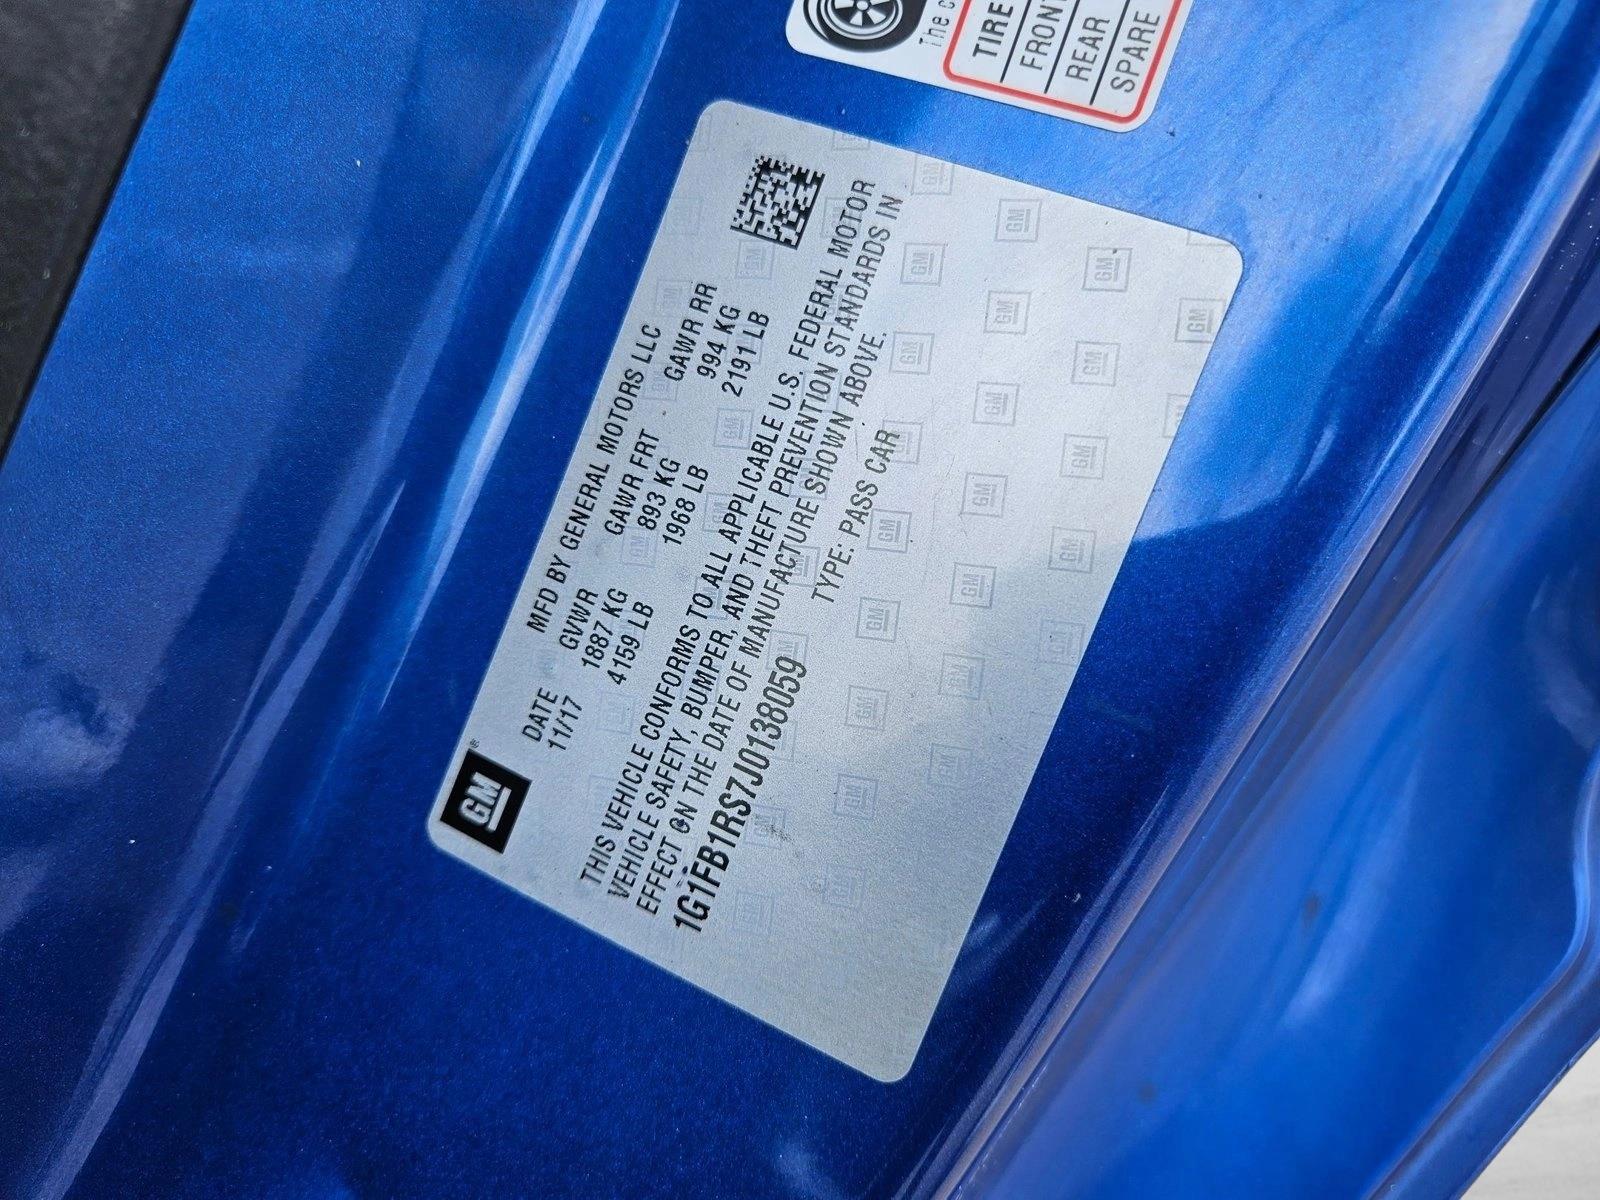 The
TIRE
FRONT
REAR
SPARE
GM
MFD BY GENERAL MOTORS LLC
DATE GVWR GAWR FRT GAWR RR
11/17 1887 KG 893 KG 994 KG
4159 LB 1968 LB 2191 LB
THIS VEHICLE CONFORMS TO ALL APPLICABLE U.S. FEDERAL MOTOR
VEHICLE SAFETY, BUMPER, AND THEFT PREVENTION STANDARDS IN
EFFECT ON THE DATE OF MANUFACTURE SHOWN ABOVE.
1G1FB1RS7J0138059 TYPE: PASS CAR